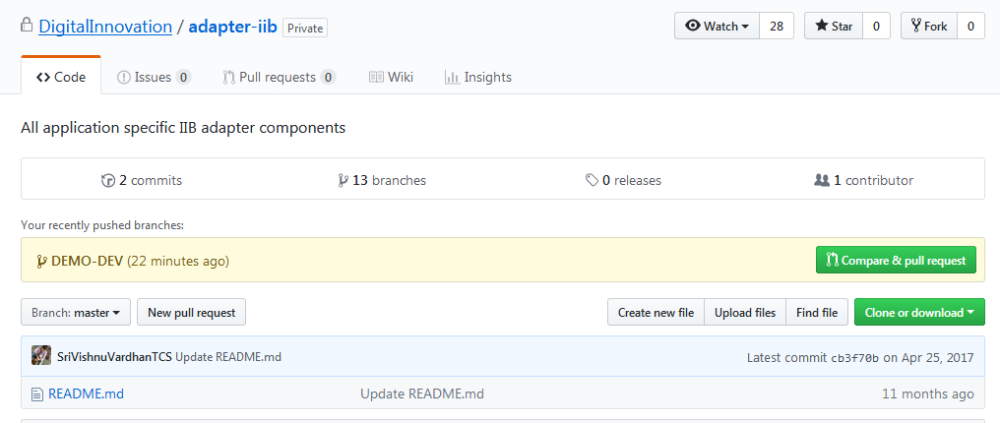 DigitalInnovation / adapter-iib Private Watch 28 Star 0 Fork 0
Code Issues 0 Pull requests 0 Wiki Insights
All application specific IIB adapter components
2 commits 13 branches 0 releases 1 contributor
Your recently pushed branches:
DEMO-DEV (22 minutes ago) Compare & pull request
Branch: master New pull request Create new file Upload files Find file Clone or download
SriVishnuVardhanTCS Update README.md Latest commit cb3f70b on Apr 25, 2017
README.md Update README.md 11 months ago